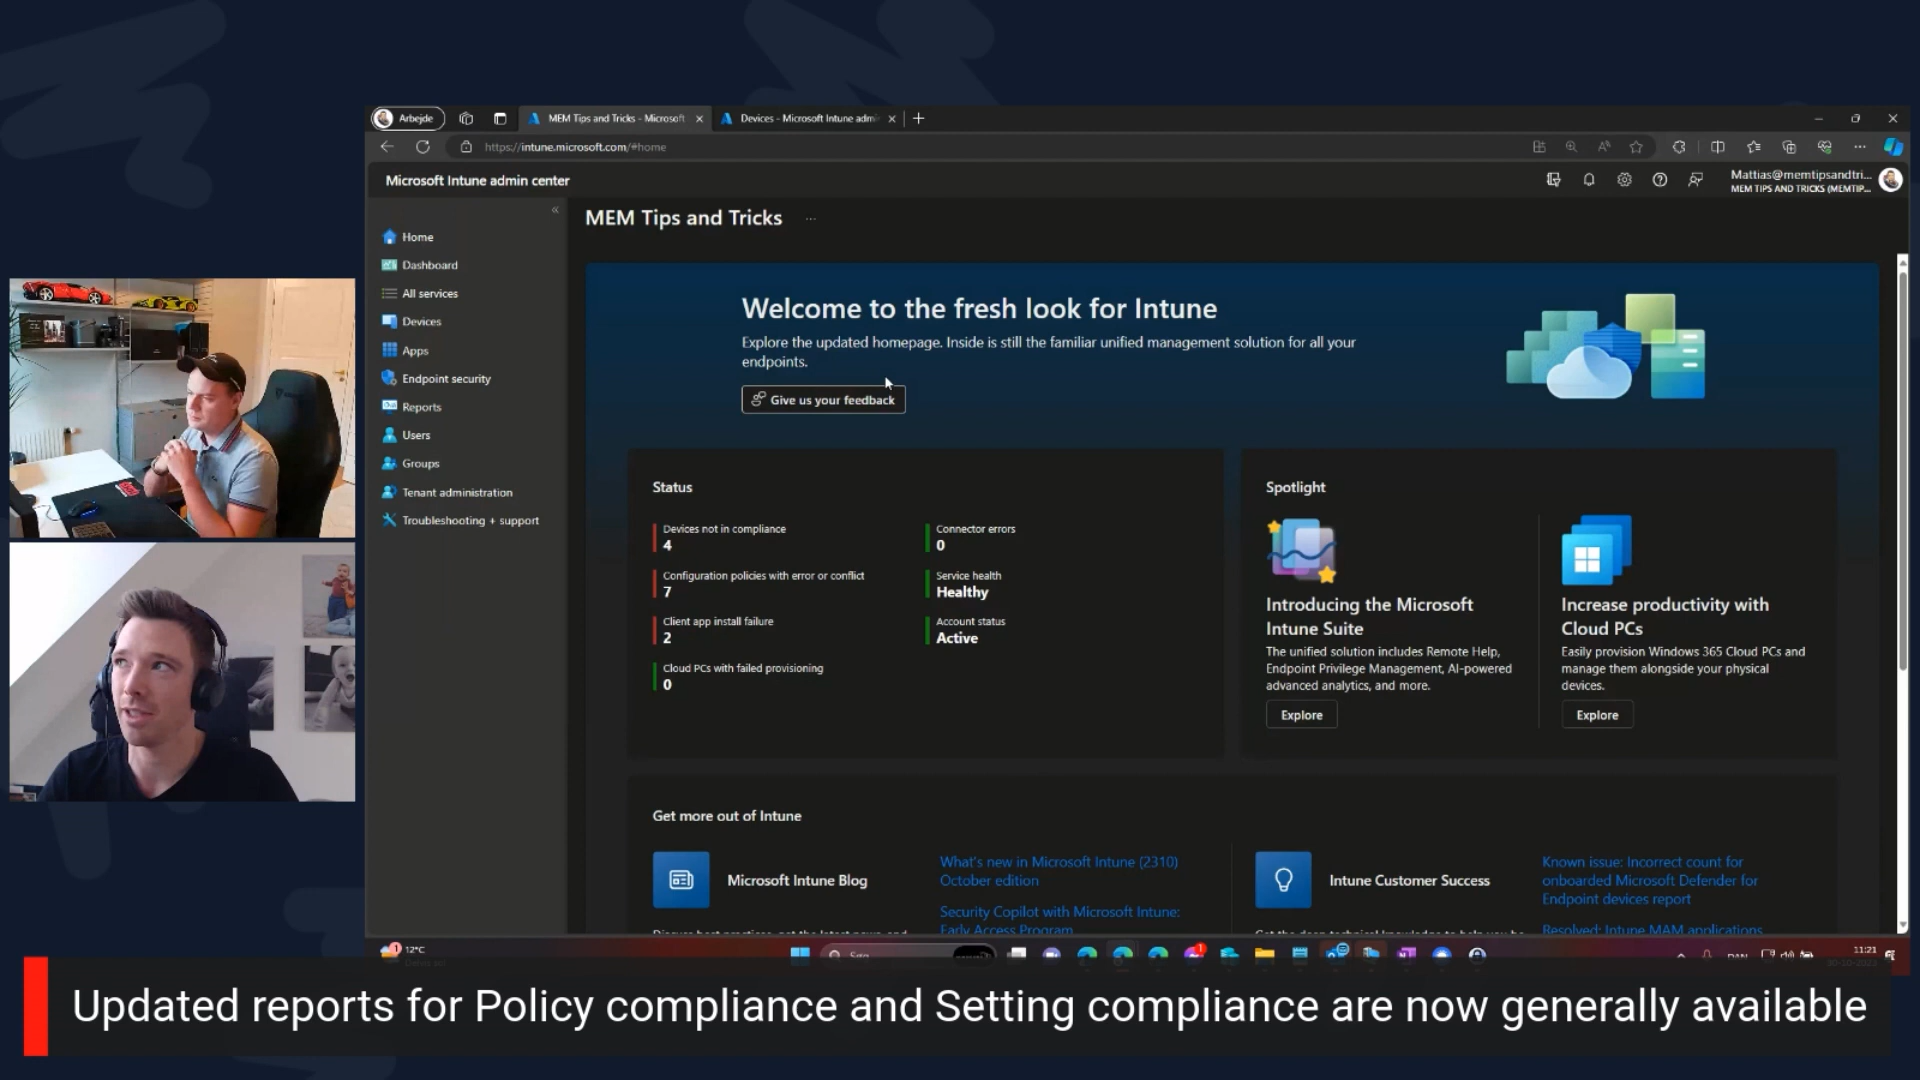 Arbejde
MEM Tips and Tricks - Microsoft
Devices - Microsoft Intune admi
https://intune.microsoft.com/#home
Microsoft Intune admin center
Mattias@memtipsandtri...
MEM TIPS AND TRICKS (MEMTIP...
MEM Tips and Tricks
Home
Dashboard
All services
Devices
Apps
Endpoint security
Reports
Users
Groups
Tenant administration
Troubleshooting + support
Welcome to the fresh look for Intune
Explore the updated homepage. Inside is still the familiar unified management solution for all your
endpoints.
Give us your feedback
Status
Devices not in compliance
4
Configuration policies with error or conflict
7
Client app install failure
2
Cloud PCs with failed provisioning
0
Connector errors
0
Service health
Healthy
Account status
Active
Spotlight
Introducing the Microsoft
Intune Suite
The unified solution includes Remote Help,
Endpoint Privilege Management, AI-powered
advanced analytics, and more.
Explore
Increase productivity with
Cloud PCs
Easily provision Windows 365 Cloud PCs and
manage them alongside your physical
devices.
Explore
Get more out of Intune
Microsoft Intune Blog
What's new in Microsoft Intune (2310)
October edition
Security Copilot with Microsoft Intune:
Early Access Program
Intune Customer Success
Known issue: Incorrect count for
onboarded Microsoft Defender for
Endpoint devices report
Resolved: Intune MAM applications
12°C
11:21
Updated reports for Policy compliance and Setting compliance are now generally available